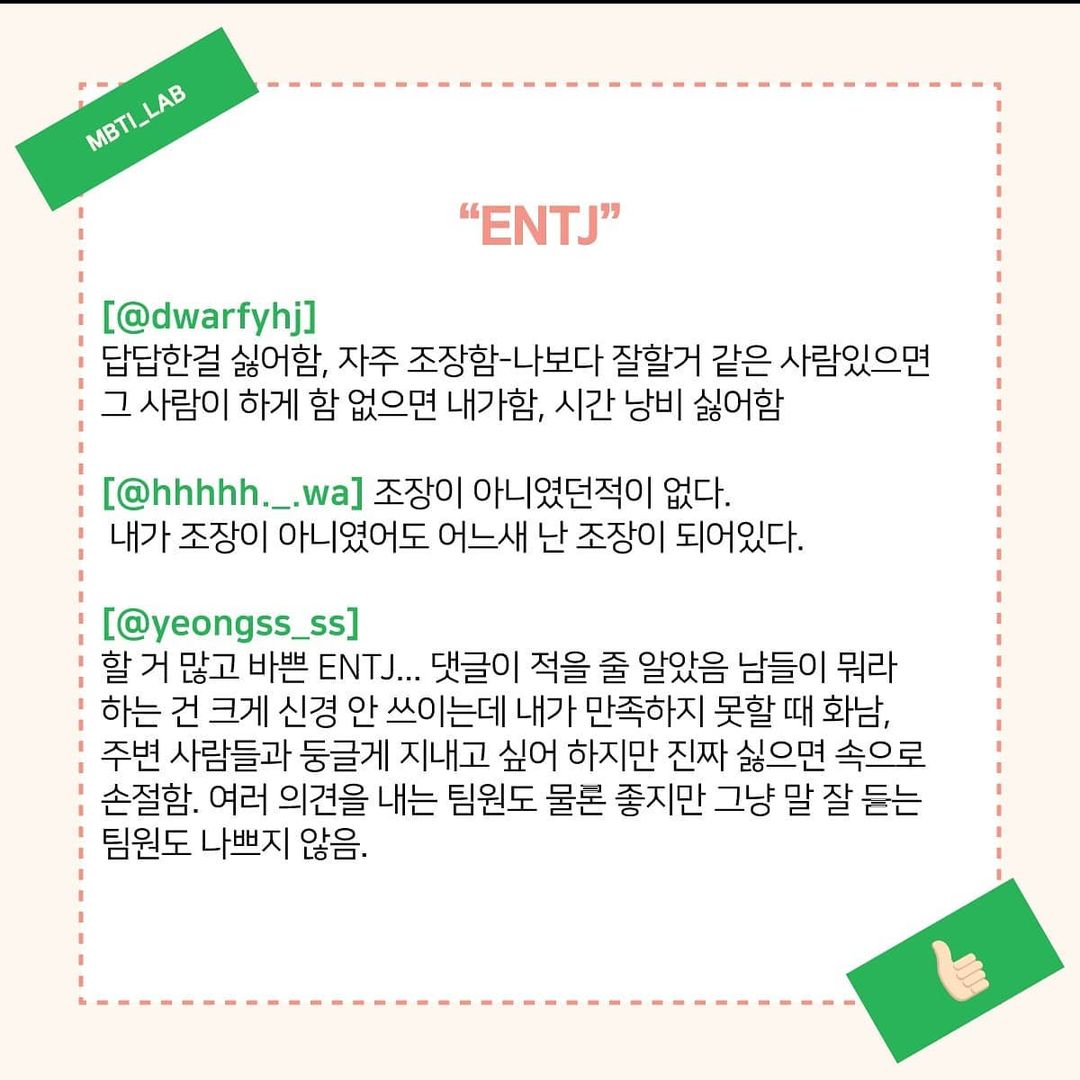 MBTI_LAB
“ENTJ”
[@dwarfyhj]
답답한걸 싫어함, 자주 조장함-나보다 잘할거 같은 사람있으면
그 사람이 하게 함 없으면 내가함, 시간 낭비 싫어함
[@hhhhh._.wa] 조장이 아니였던적이 없다.
내가 조장이 아니였어도 어느새 난 조장이 되어있다.
[@yeongss_ss]
할 거 많고 바쁜 ENTJ... 댓글이 적을 줄 알았음 남들이 뭐라
하는 건 크게 신경 안 쓰이는데 내가 만족하지 못할 때 화남,
주변 사람들과 둥글게 지내고 싶어 하지만 진짜 싫으면 속으로
손절함. 여러 의견을 내는 팀원도 물론 좋지만 그냥 말 잘 듣는
팀원도 나쁘지 않음.